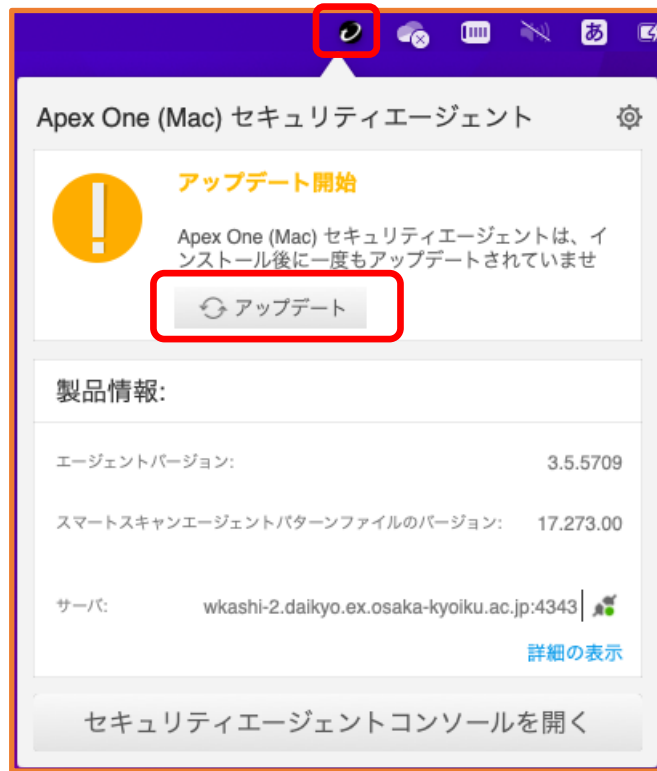 あ
Apex One (Mac) セキュリティエージェント
アップデート開始
Apex One (Mac) セキュリティエージェントは、イ
ンストール後に一度もアップデートされていませ
アップデート
製品情報:
エージェントバージョン: 3.5.5709
スマートスキャンエージェントパターンファイルのバージョン: 17.273.00
サーバ: wkashi-2.daikyo.ex.osaka-kyoiku.ac.jp:4343
詳細の表示
セキュリティエージェントコンソールを開く